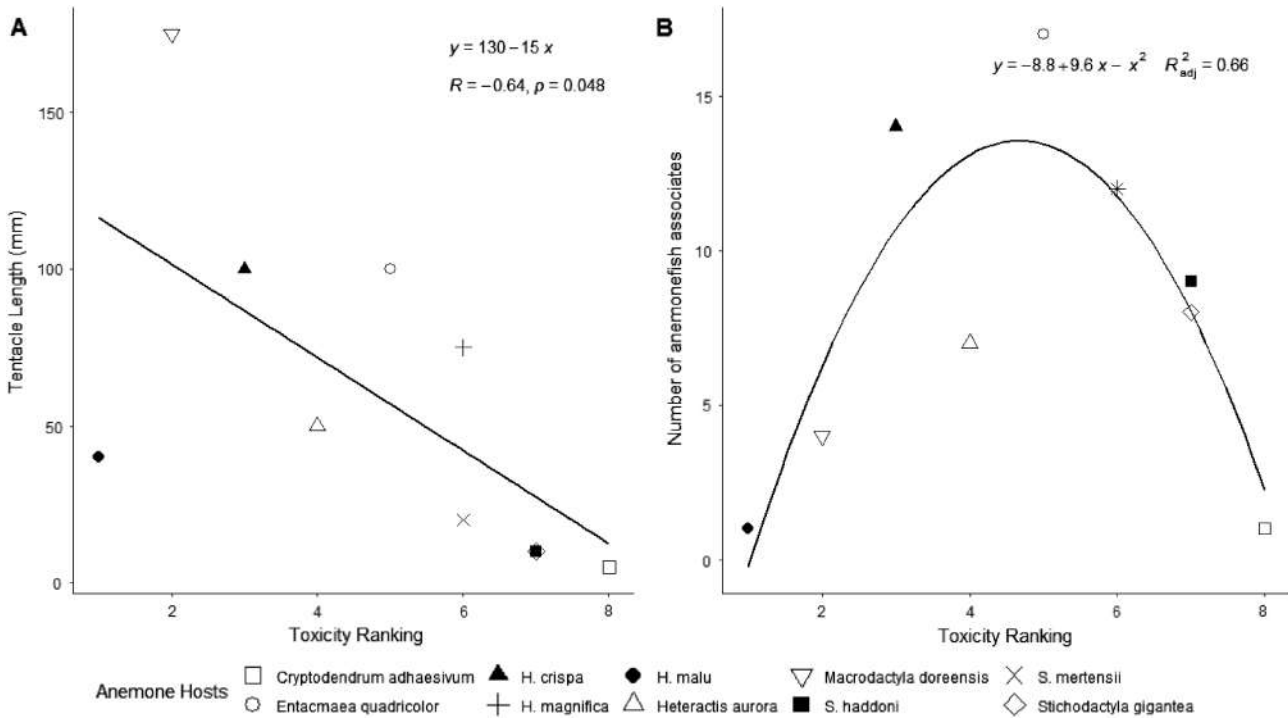 A
y = 130 − 15 x
R = −0.64, p = 0.048
150
100
50
0
2 4 6 8
Tentacle Length (mm)
Toxicity Ranking
B
y = −8.8 + 9.6 x − x² R²adj = 0.66
15
10
5
0
2 4 6 8
Number of anemonefish associates
Toxicity Ranking
Anemone Hosts
Cryptodendrum adhaesivum H. crispa H. malu Macrodactyla doreensis S. mertensii
Entacmaea quadricolor H. magnifica Heteractis aurora S. haddoni Stichodactyla gigantea